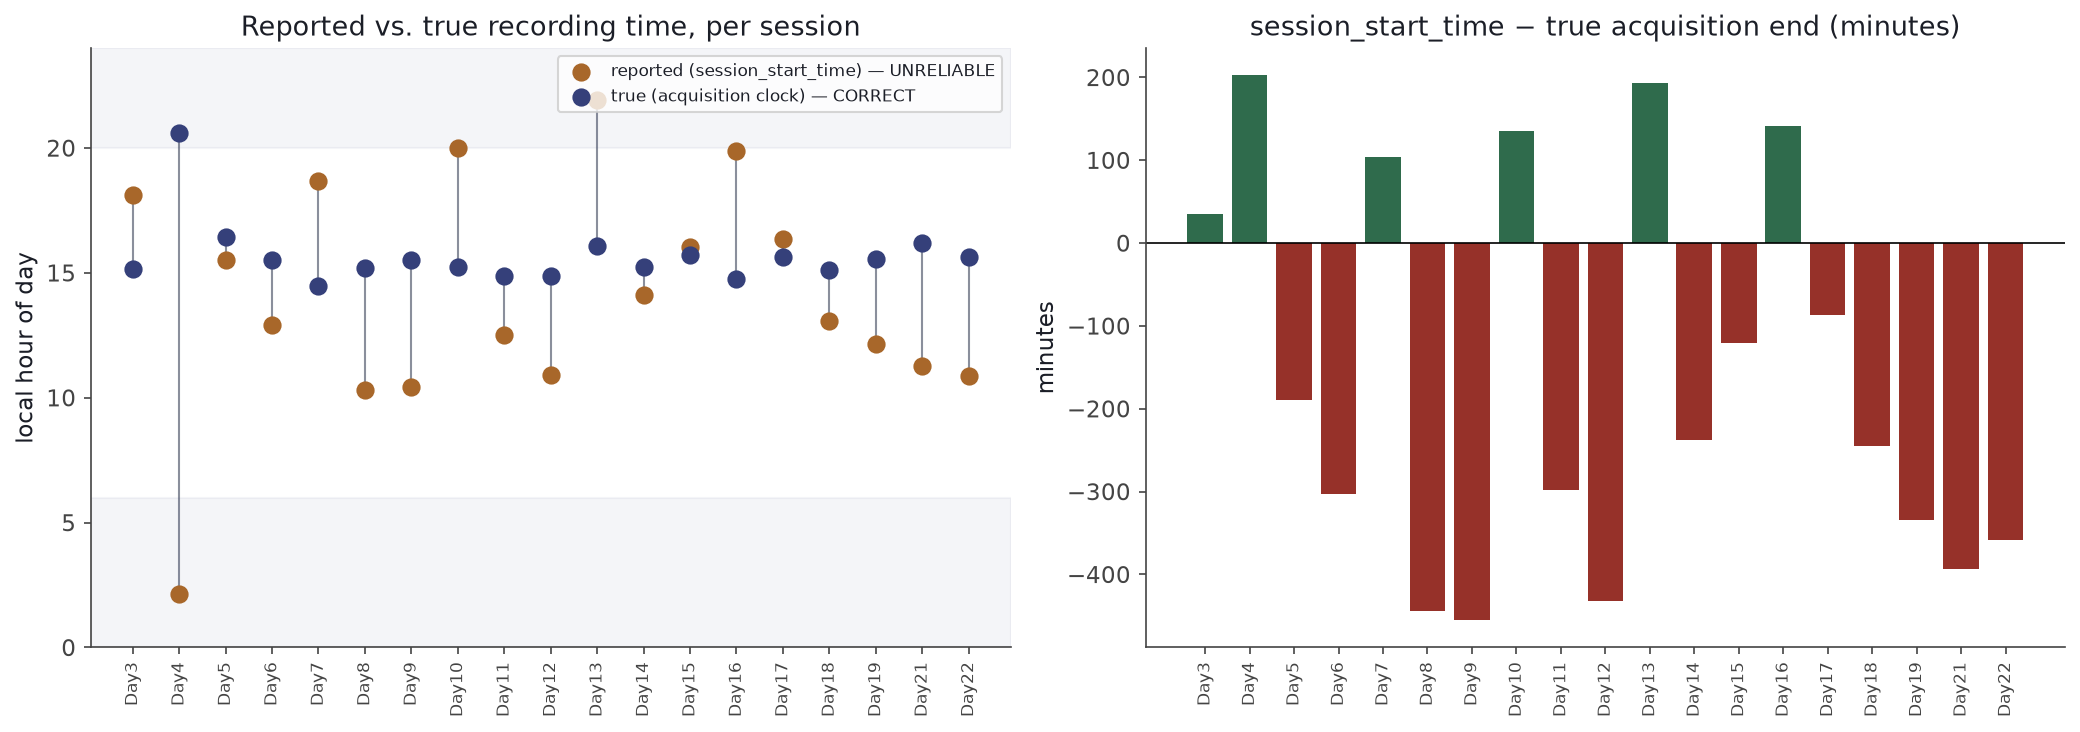 Reported vs. true recording time, per session
reported (session_start_time) — UNRELIABLE
true (acquisition clock) — CORRECT
local hour of day
20
15
10
5
0
Day3
Day4
Day5
Day6
Day7
Day8
Day9
Day10
Day11
Day12
Day13
Day14
Day15
Day16
Day17
Day18
Day19
Day21
Day22
session_start_time − true acquisition end (minutes)
minutes
200
100
0
−100
−200
−300
−400
Day3
Day4
Day5
Day6
Day7
Day8
Day9
Day10
Day11
Day12
Day13
Day14
Day15
Day16
Day17
Day18
Day19
Day21
Day22